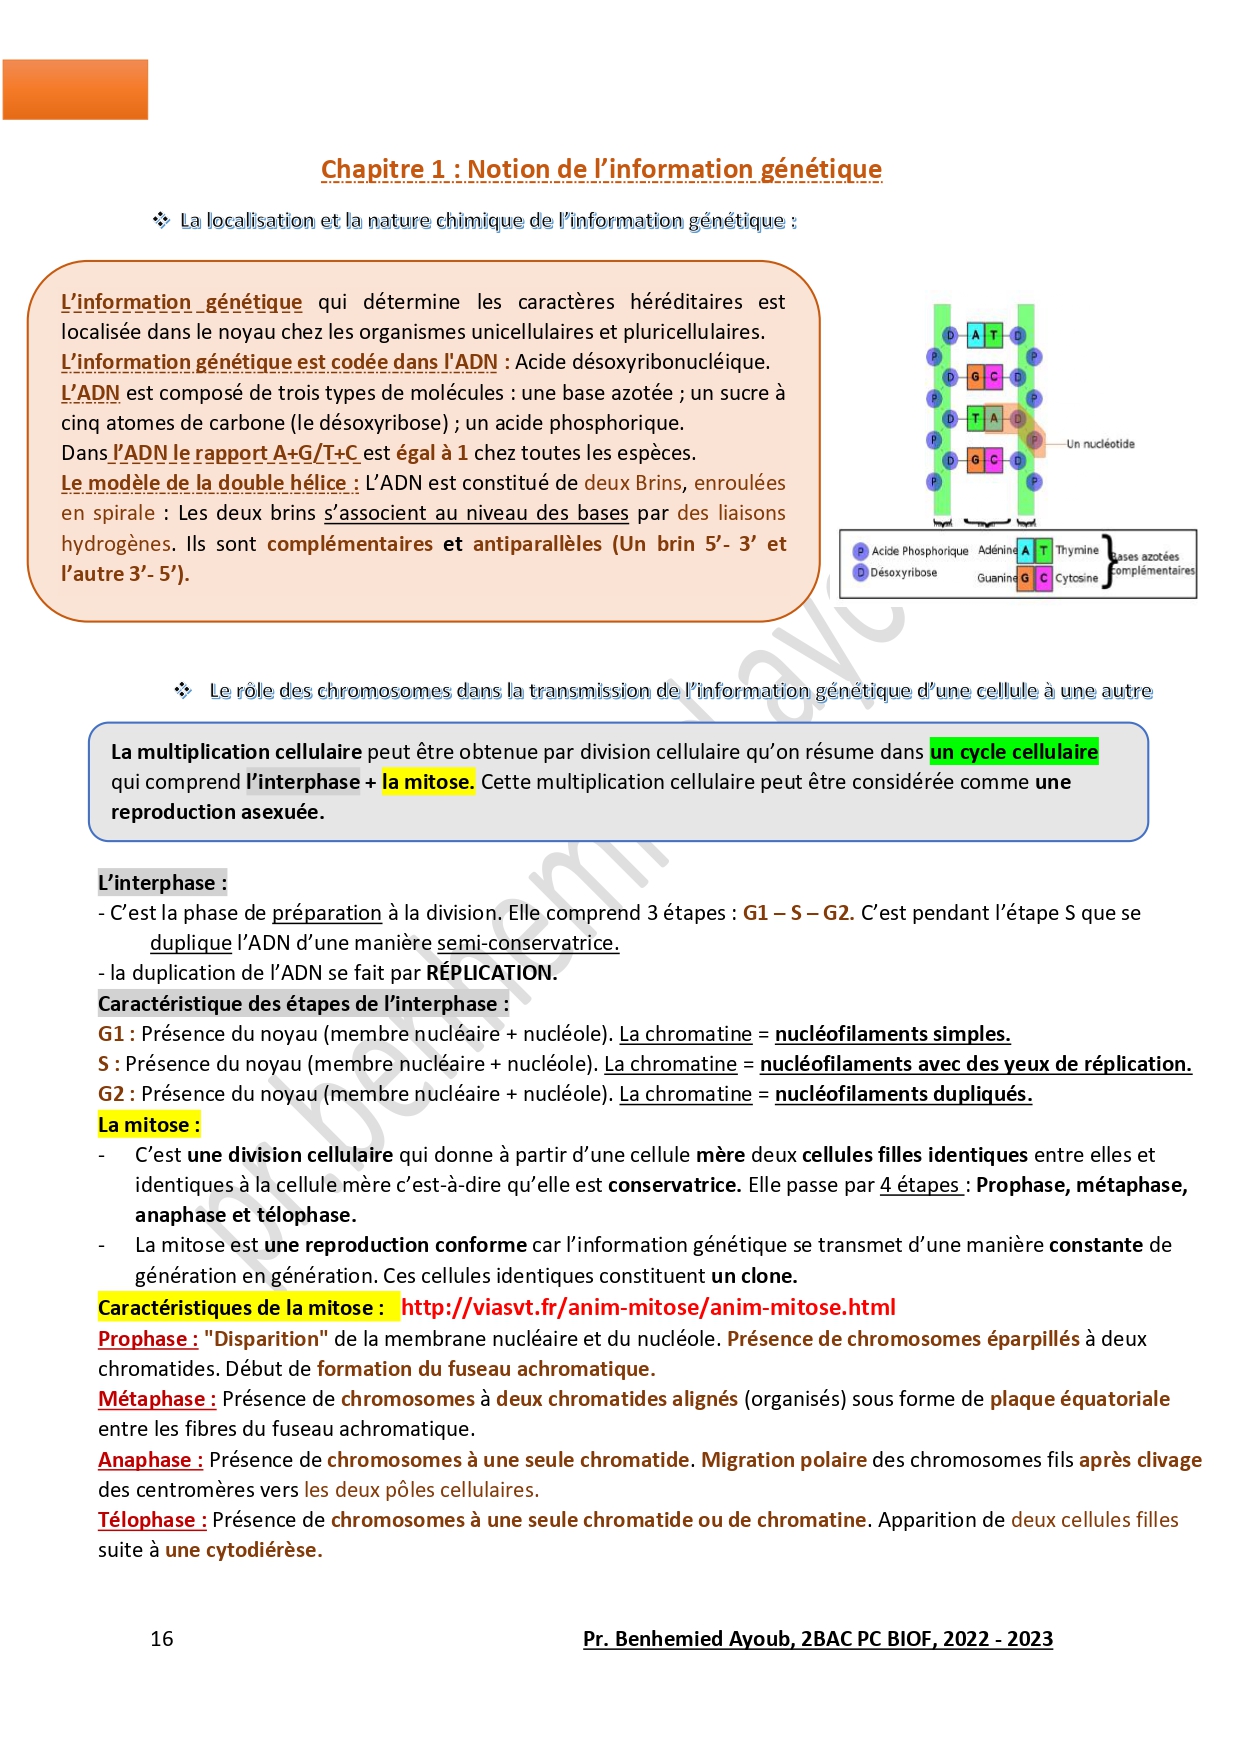 Chapitre 1 : Notion de l’information génétique
❖ La localisation et la nature chimique de l’information génétique :
L’information génétique qui détermine les caractères héréditaires est
localisée dans le noyau chez les organismes unicellulaires et pluricellulaires.
L’information génétique est codée dans l'ADN : Acide désoxyribonucléique.
L’ADN est composé de trois types de molécules : une base azotée ; un sucre à
cinq atomes de carbone (le désoxyribose) ; un acide phosphorique.
Dans l’ADN le rapport A+G/T+C est égal à 1 chez toutes les espèces.
Le modèle de la double hélice : L’ADN est constitué de deux Brins, enroulées
en spirale : Les deux brins s’associent au niveau des bases par des liaisons
hydrogènes. Ils sont complémentaires et antiparallèles (Un brin 5’- 3’ et
l’autre 3’- 5’).
D A T D
P P
D G C D
P P
D T A D
P P Un nucléotide
D G C D
P P
P Acide Phosphorique Adénine A T Thymine
D Désoxyribose Guanine G C Cytosine
Bases azotées
complémentaires
❖ Le rôle des chromosomes dans la transmission de l’information génétique d’une cellule à une autre
La multiplication cellulaire peut être obtenue par division cellulaire qu’on résume dans un cycle cellulaire
qui comprend l’interphase + la mitose. Cette multiplication cellulaire peut être considérée comme une
reproduction asexuée.
L’interphase :
- C’est la phase de préparation à la division. Elle comprend 3 étapes : G1 – S – G2. C’est pendant l’étape S que se
duplique l’ADN d’une manière semi-conservatrice.
- la duplication de l’ADN se fait par RÉPLICATION.
Caractéristique des étapes de l’interphase :
G1 : Présence du noyau (membre nucléaire + nucléole). La chromatine = nucléofilaments simples.
S : Présence du noyau (membre nucléaire + nucléole). La chromatine = nucléofilaments avec des yeux de réplication.
G2 : Présence du noyau (membre nucléaire + nucléole). La chromatine = nucléofilaments dupliqués.
La mitose :
- C’est une division cellulaire qui donne à partir d’une cellule mère deux cellules filles identiques entre elles et
identiques à la cellule mère c’est-à-dire qu’elle est conservatrice. Elle passe par 4 étapes : Prophase, métaphase,
anaphase et télophase.
- La mitose est une reproduction conforme car l’information génétique se transmet d’une manière constante de
génération en génération. Ces cellules identiques constituent un clone.
Caractéristiques de la mitose : http://viasvt.fr/anim-mitose/anim-mitose.html
Prophase : "Disparition" de la membrane nucléaire et du nucléole. Présence de chromosomes éparpillés à deux
chromatides. Début de formation du fuseau achromatique.
Métaphase : Présence de chromosomes à deux chromatides alignés (organisés) sous forme de plaque équatoriale
entre les fibres du fuseau achromatique.
Anaphase : Présence de chromosomes à une seule chromatide. Migration polaire des chromosomes fils après clivage
des centromères vers les deux pôles cellulaires.
Télophase : Présence de chromosomes à une seule chromatide ou de chromatine. Apparition de deux cellules filles
suite à une cytodiérèse.
16 Pr. Benhemied Ayoub, 2BAC PC BIOF, 2022 - 2023